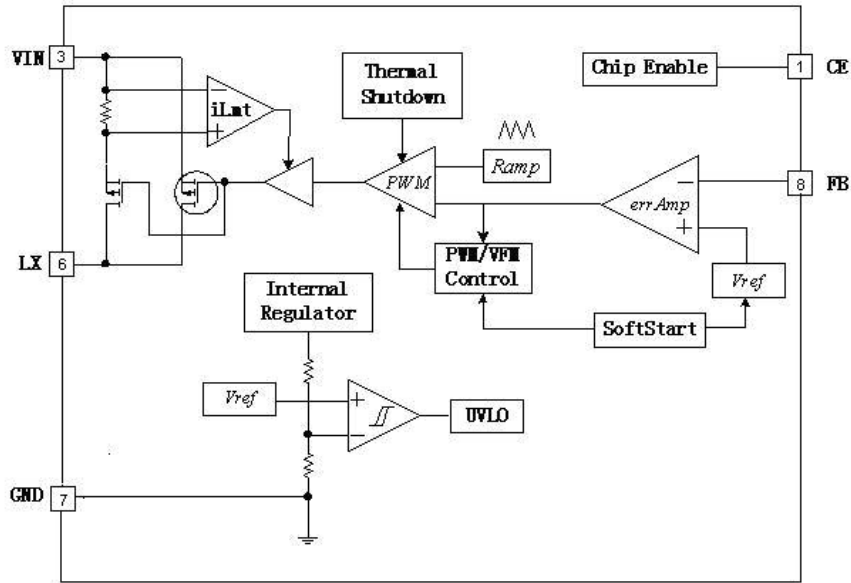 VIN
3
iLmt
−
+
Thermal
Shutdown
Chip Enable
1
CE
Ramp
PWM
8
FB
errAmp
−
+
LX
6
PWM/VFM
Control
Vref
Internal
Regulator
SoftStart
Vref
+
−
UVLO
GND
7